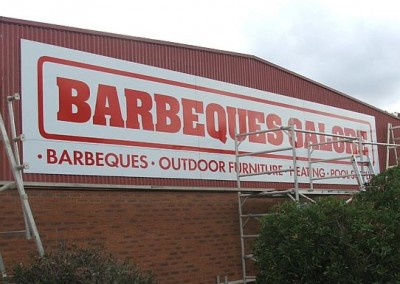 BARBEQUES GALORE
• BARBEQUES • OUTDOOR FURNITURE • HEATING • POOL